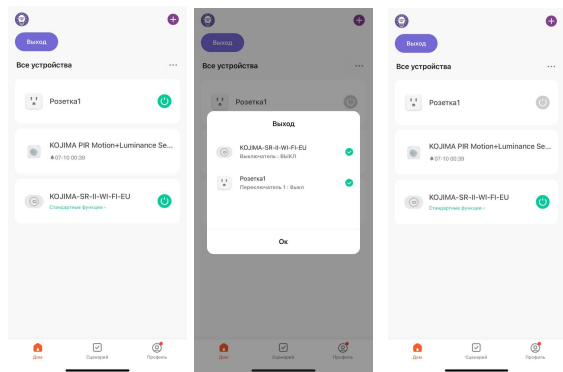 Выход
Все устройства
Розетка1
KOJIMA PIR Motion+Luminance Se...
07-10 00:39
KOJIMA-SR-II-WI-FI-EU
Стандартные функции
Дом
Сценарий
Профиль
Выход
Все устройства
Розетка1
Выход
KOJIMA-SR-II-WI-FI-EU
Выключатель : ВЫКЛ
Розетка1
Переключатель 1 : Выкл
Ок
Дом
Сценарий
Профиль
Выход
Все устройства
Розетка1
KOJIMA PIR Motion+Luminance Se...
07-10 00:39
KOJIMA-SR-II-WI-FI-EU
Стандартные функции
Дом
Сценарий
Профиль